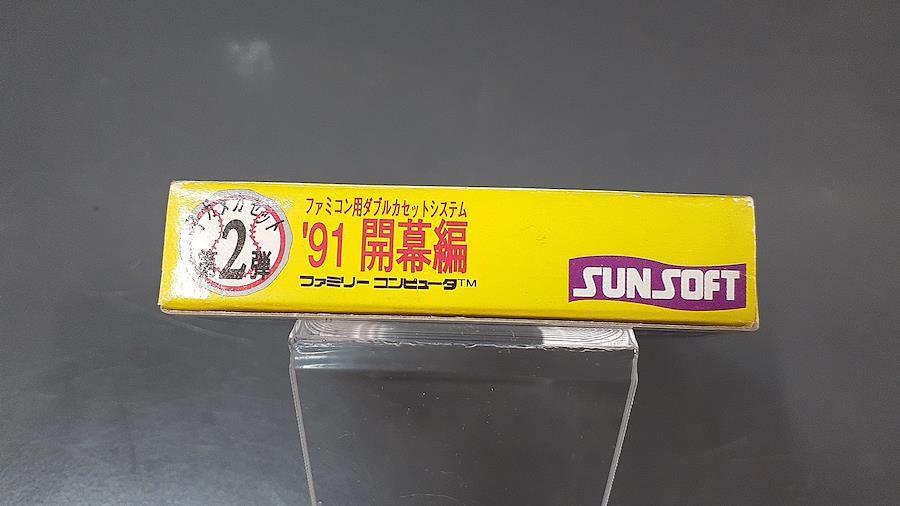 第2弾
ファミコン用ダブルカセットシステム
'91 開幕編
ファミリー コンピュータ™
SUNSOFT